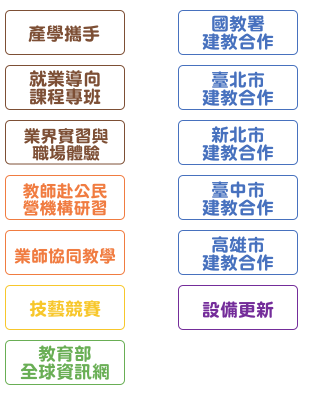 產學攜手
就業導向
課程專班
業界實習與
職場體驗
教師赴公民
營機構研習
業師協同教學
技藝競賽
教育部
全球資訊網
國教署
建教合作
臺北市
建教合作
新北市
建教合作
臺中市
建教合作
高雄市
建教合作
設備更新